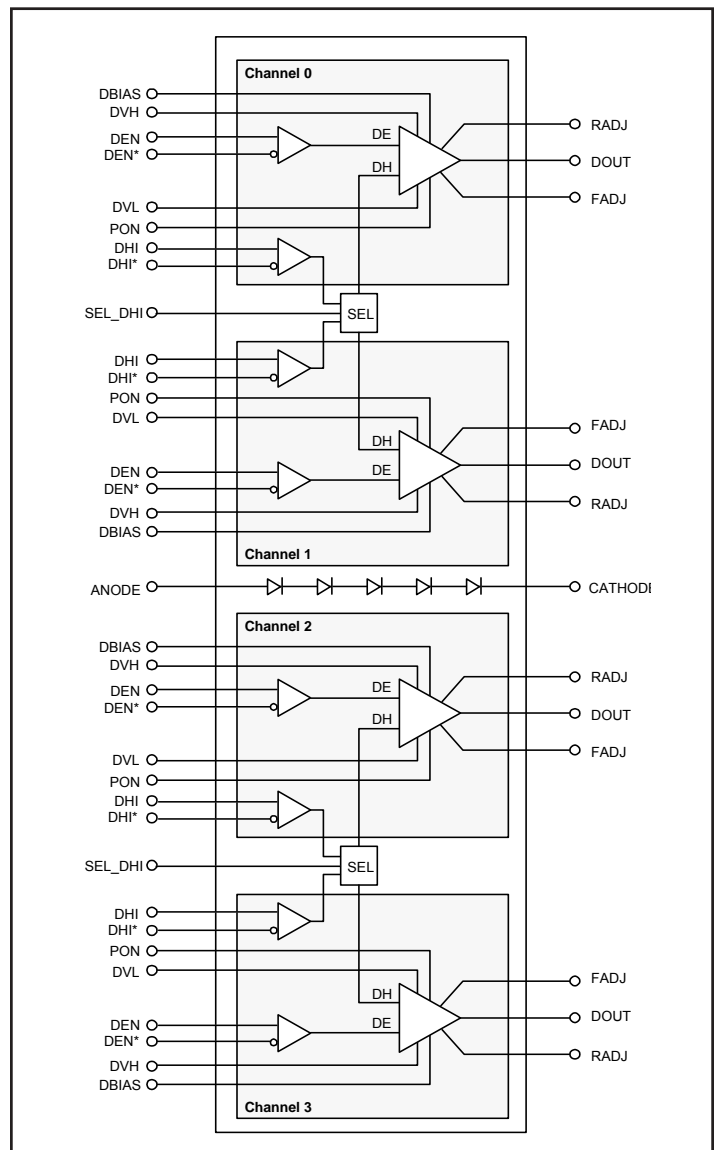 Channel 0
DBIAS
DVH
RADJ
DEN
DE
DEN*
DOUT
DH
FADJ
DVL
PON
DHI
DHI*
SEL_DHI
SEL
DHI
DHI*
PON
DVL
FADJ
DH
DOUT
DEN
DE
DEN*
RADJ
DVH
DBIAS
Channel 1
ANODE
CATHODE
Channel 2
DBIAS
DVH
RADJ
DEN
DE
DEN*
DOUT
DH
FADJ
DVL
PON
DHI
DHI*
SEL_DHI
SEL
DHI
DHI*
PON
DVL
FADJ
DH
DOUT
DEN
DE
DEN*
RADJ
DVH
DBIAS
Channel 3